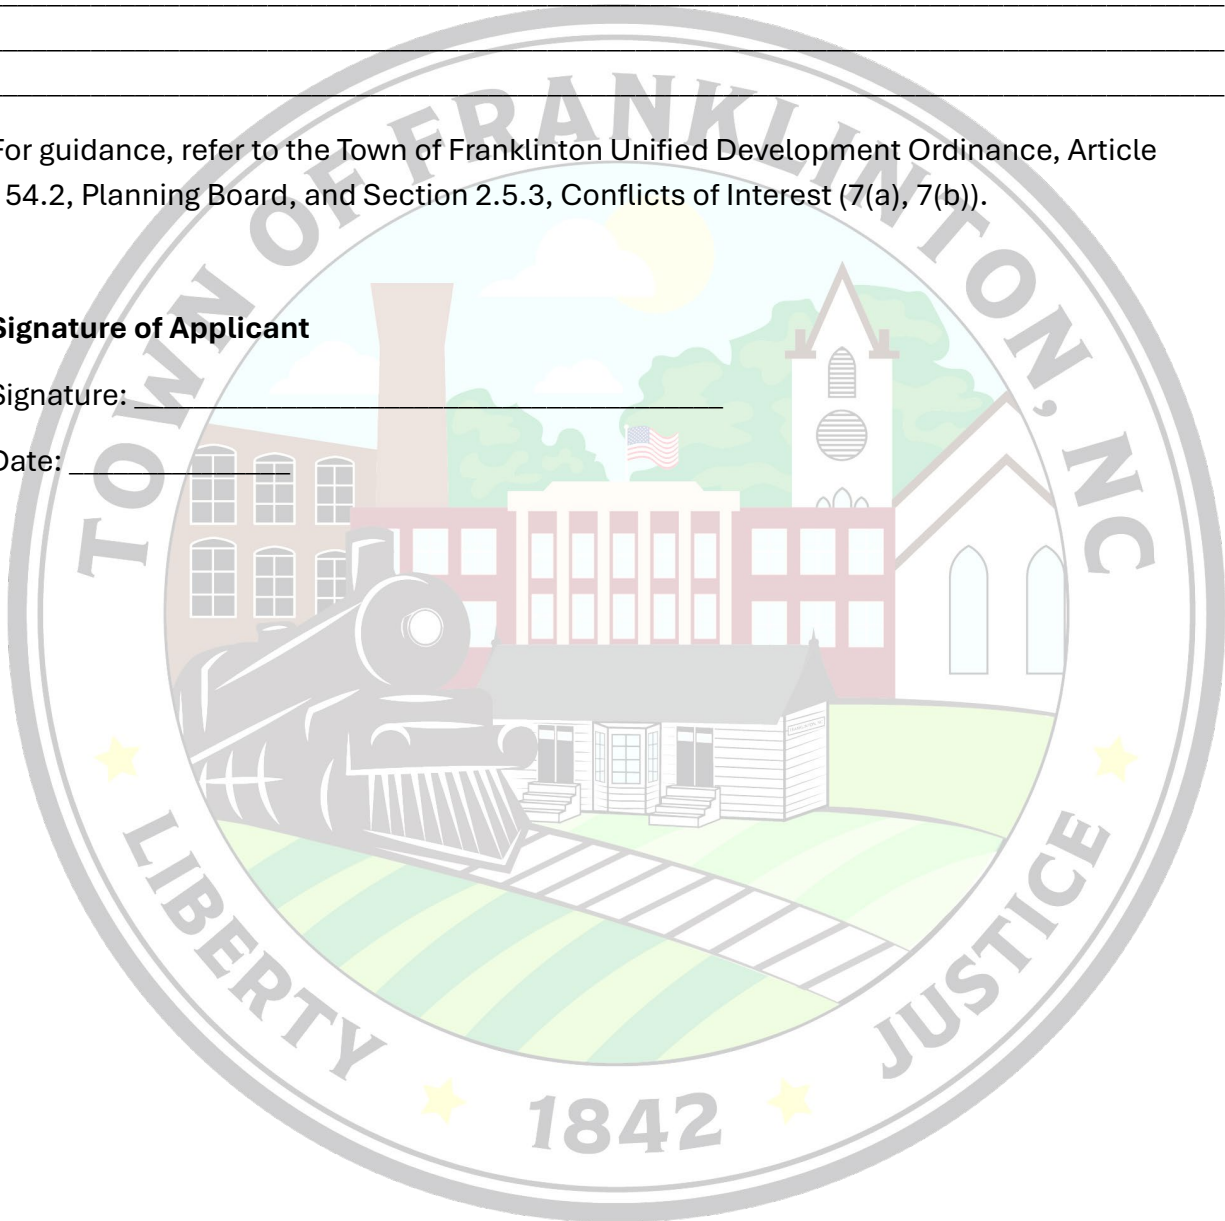 For guidance, refer to the Town of Franklinton Unified Development Ordinance, Article
54.2, Planning Board, and Section 2.5.3, Conflicts of Interest (7(a), 7(b)).
Signature of Applicant
Signature: ________________________________________
Date: _______________
TOWN OF FRANKLINTON, NC
LIBERTY
1842
JUSTICE